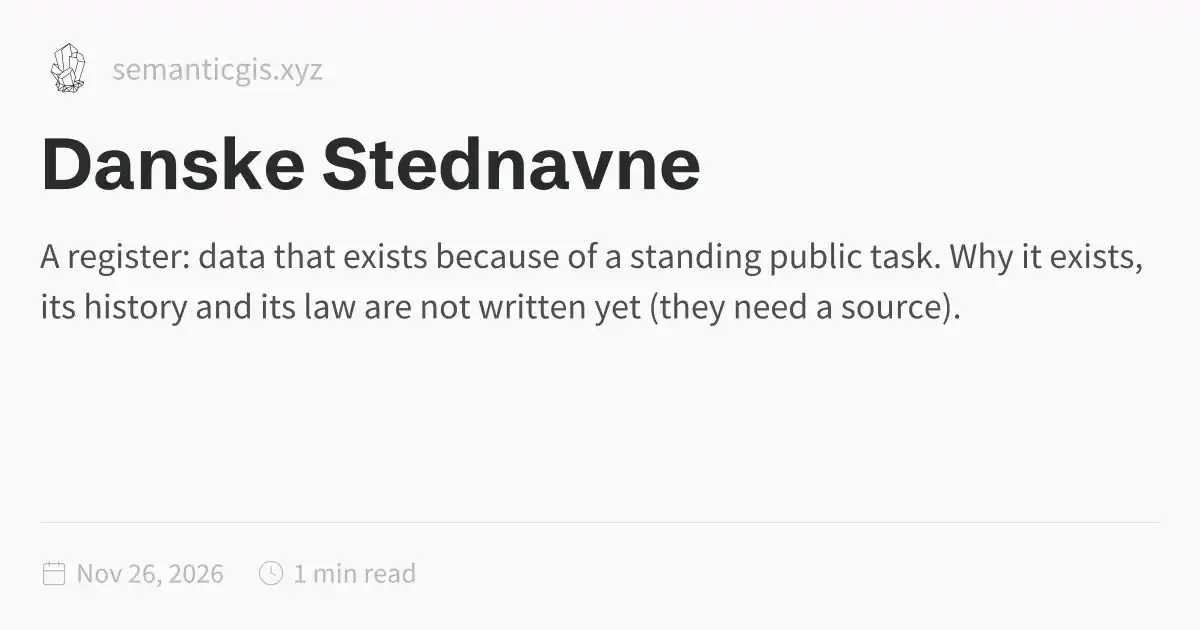 semanticgis.xyz
Danske Stednavne
A register: data that exists because of a standing public task. Why it exists,
its history and its law are not written yet (they need a source).
Nov 26, 2026 1 min read